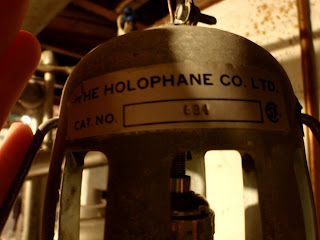 THE HOLOPHANE CO. LTD.
CAT. NO. 684